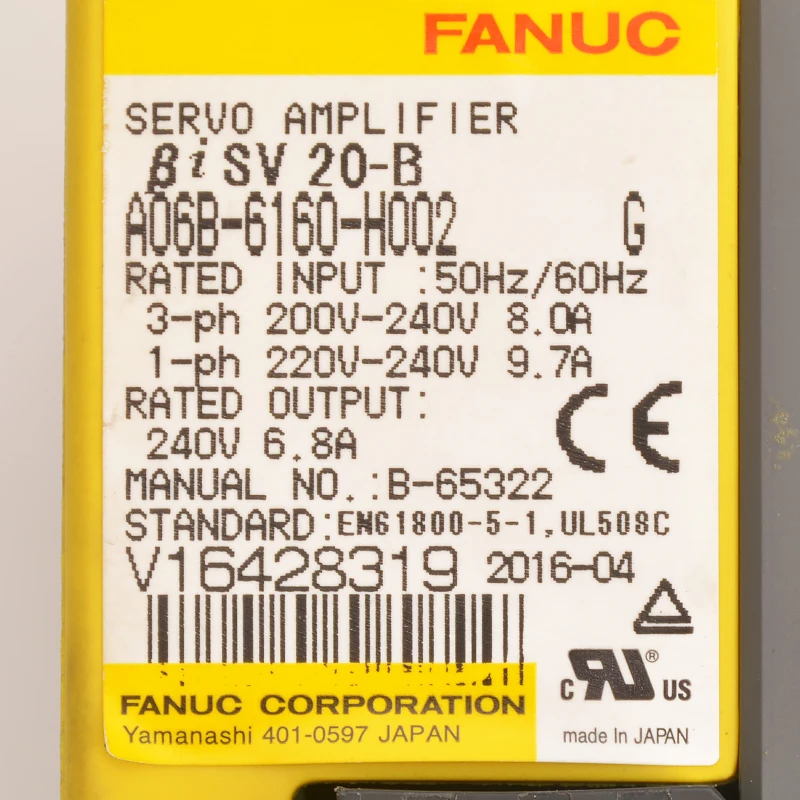 FANUC
SERVO AMPLIFIER
βi SV 20-B
A06B-6160-H002 G
RATED INPUT :50Hz/60Hz
3-ph 200V-240V 8.0A
1-ph 220V-240V 9.7A
RATED OUTPUT:
240V 6.8A
CE
MANUAL NO.:B-65322
STANDARD:EN61800-5-1,UL508C
V16428319 2016-04
c RU ® US
FANUC CORPORATION
Yamanashi 401-0597 JAPAN
made in JAPAN